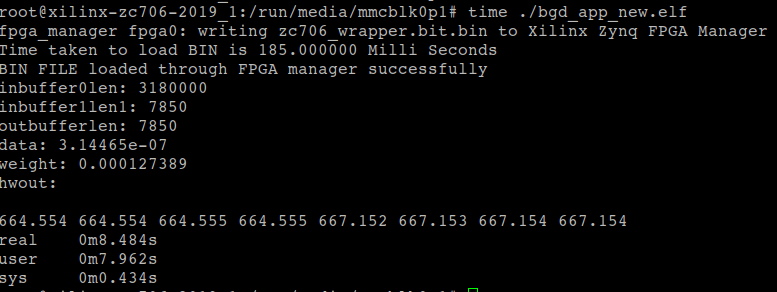 root@xilinx-zc706-2019_1:/run/media/mmcblk0p1# time ./bgd_app_new.elf
fpga_manager fpga0: writing zc706_wrapper.bit.bin to Xilinx Zynq FPGA Manager
Time taken to load BIN is 185.000000 Milli Seconds
BIN FILE loaded through FPGA manager successfully
inbuffer0len: 3180000
inbuffer1len1: 7850
outbufferlen: 7850
data: 3.14465e-07
weight: 0.000127389
hwout:
664.554 664.554 664.555 664.555 667.152 667.153 667.154 667.154
real 0m8.484s
user 0m7.962s
sys 0m0.434s